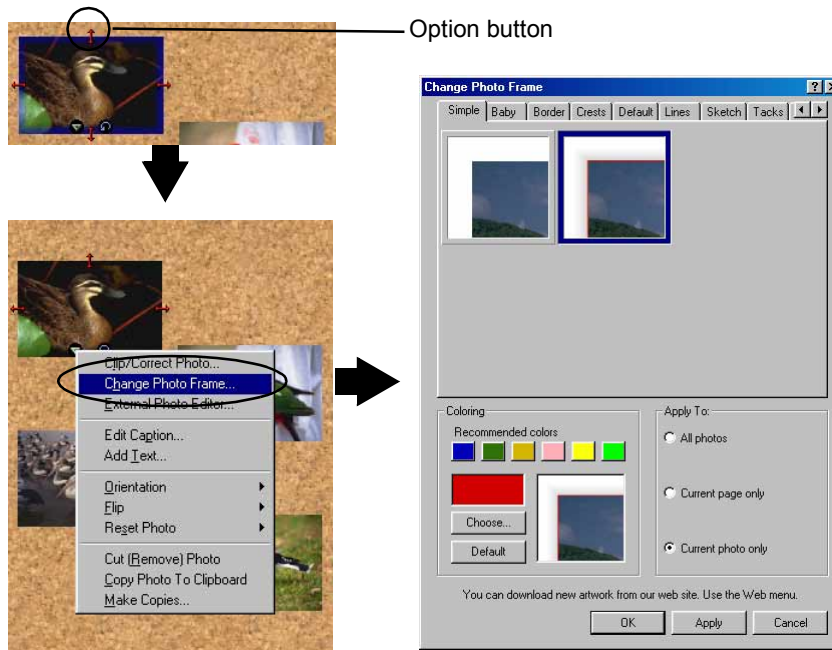 Option button
Change Photo Frame
Simple Baby Border Crests Default Lines Sketch Tacks
Clip/Correct Photo...
Change Photo Frame...
External Photo Editor...
Edit Caption...
Add Text...
Orientation
Flip
Reset Photo
Cut (Remove) Photo
Copy Photo To Clipboard
Make Copies...
Coloring
Recommended colors
Choose...
Default
Apply To:
All photos
Current page only
Current photo only
You can download new artwork from our web site. Use the Web menu.
OK Apply Cancel